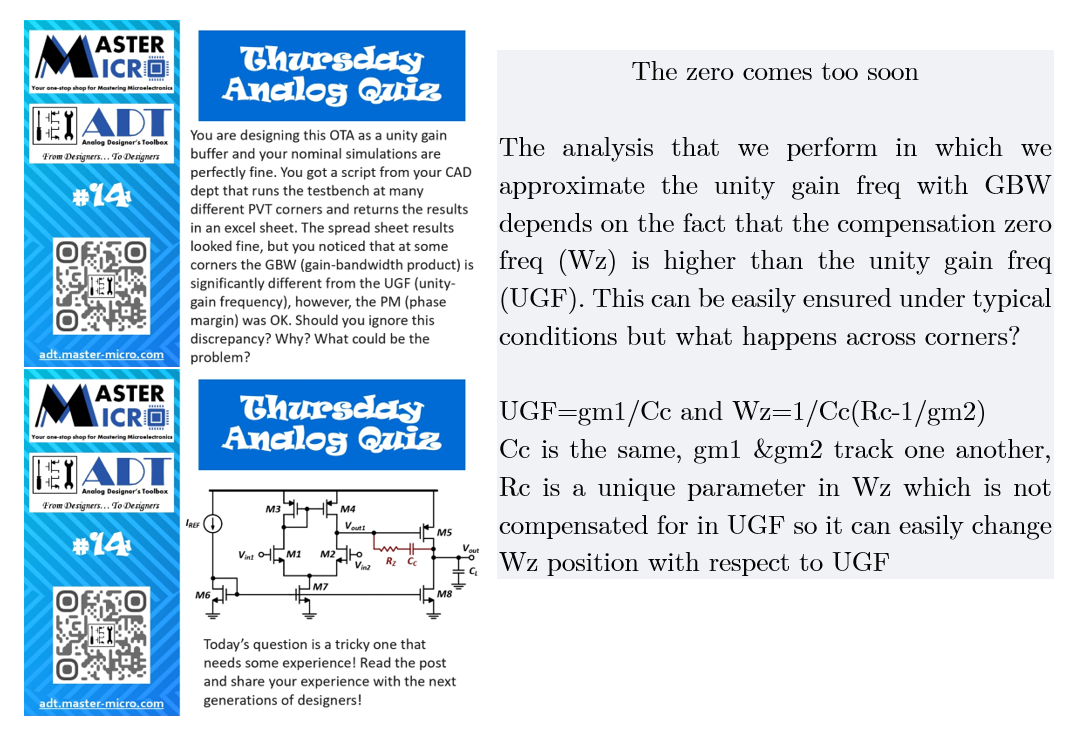 MASTER
MICRO
Your one-stop shop for Mastering Microelectronics
ADT
Analog Designer's Toolbox
From Designers... To Designers
#14
adt.master-micro.com
Thursday
Analog Quiz
You are designing this OTA as a unity gain
buffer and your nominal simulations are
perfectly fine. You got a script from your CAD
dept that runs the testbench at many
different PVT corners and returns the results
in an excel sheet. The spread sheet results
looked fine, but you noticed that at some
corners the GBW (gain-bandwidth product) is
significantly different from the UGF (unity-
gain frequency), however, the PM (phase
margin) was OK. Should you ignore this
discrepancy? Why? What could be the
problem?
MASTER
MICRO
Your one-stop shop for Mastering Microelectronics
ADT
Analog Designer's Toolbox
From Designers... To Designers
#14
adt.master-micro.com
Thursday
Analog Quiz
M3 M4
IREF
Vout1
M5
Vin1 M1 M2 Vin2
RZ CC
Vout
CL
M6 M7 M8
Today's question is a tricky one that
needs some experience! Read the post
and share your experience with the next
generations of designers!
The zero comes too soon
The analysis that we perform in which we
approximate the unity gain freq with GBW
depends on the fact that the compensation zero
freq (Wz) is higher than the unity gain freq
(UGF). This can be easily ensured under typical
conditions but what happens across corners?
UGF=gm1/Cc and Wz=1/Cc(Rc-1/gm2)
Cc is the same, gm1 &gm2 track one another,
Rc is a unique parameter in Wz which is not
compensated for in UGF so it can easily change
Wz position with respect to UGF